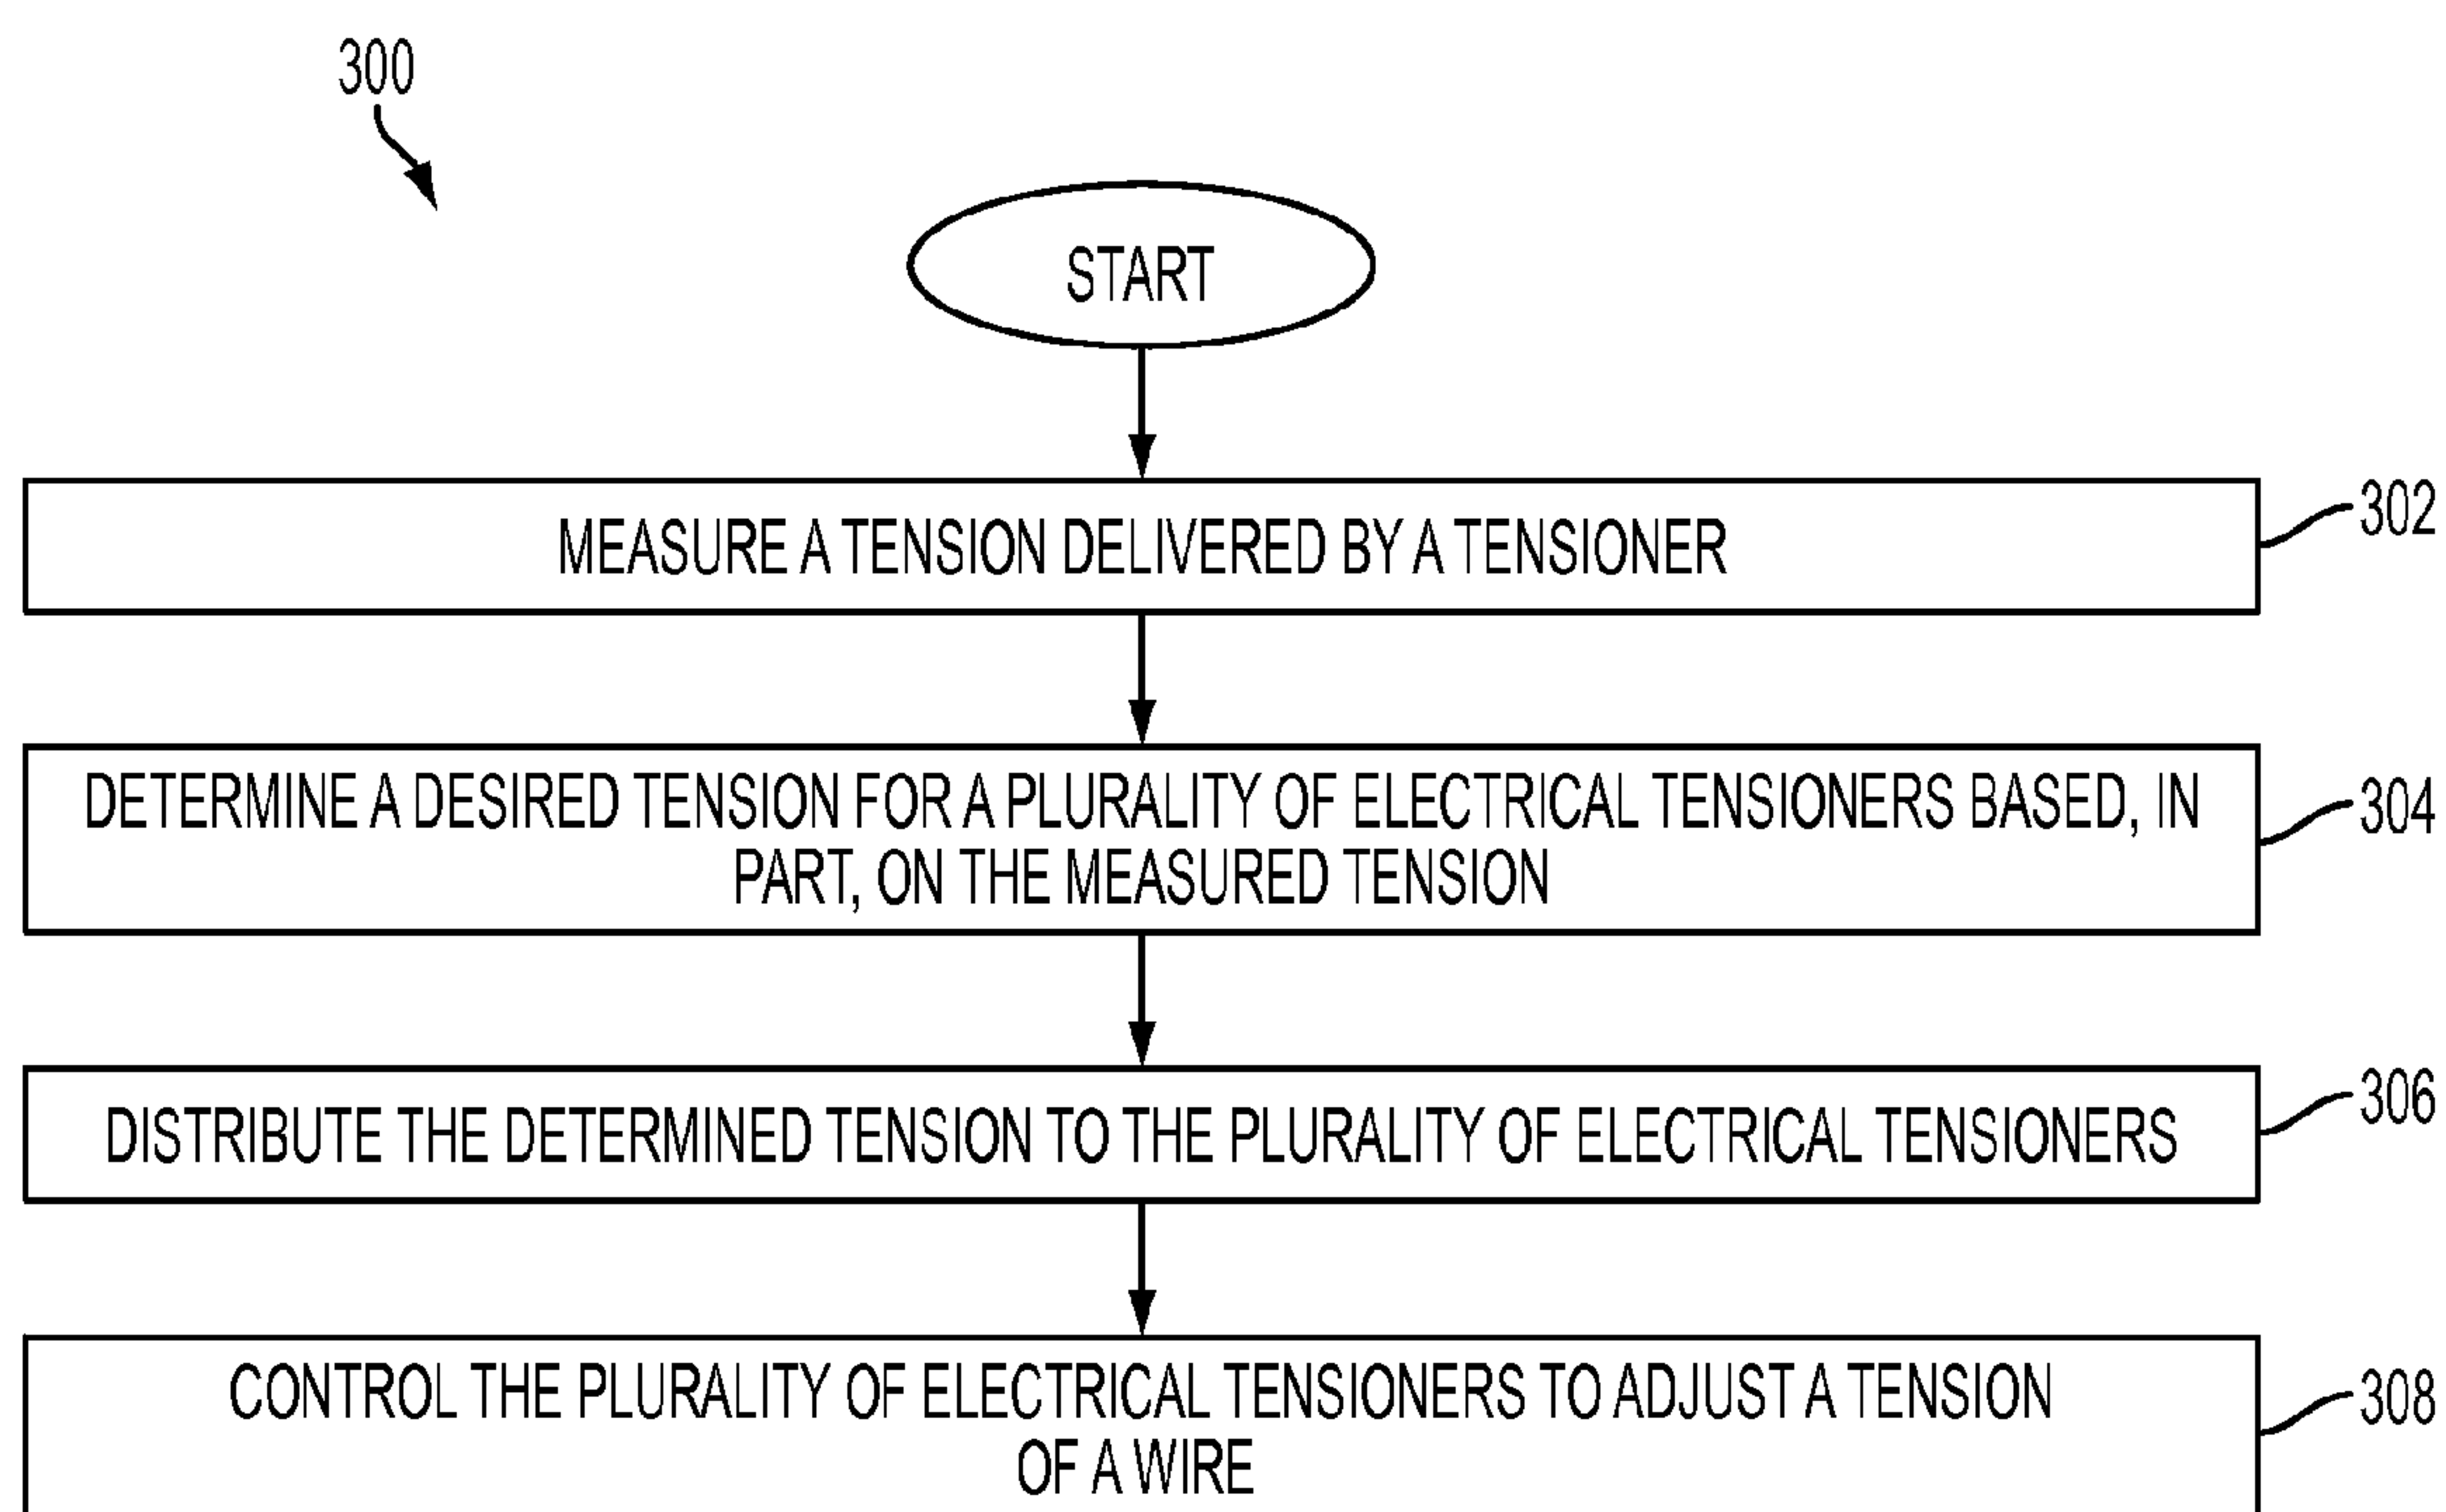 300
START
MEASURE A TENSION DELIVERED BY A TENSIONER
302
DETERMINE A DESIRED TENSION FOR A PLURALITY OF ELECTRICAL TENSIONERS BASED, IN
PART, ON THE MEASURED TENSION
304
DISTRIBUTE THE DETERMINED TENSION TO THE PLURALITY OF ELECTRICAL TENSIONERS
306
CONTROL THE PLURALITY OF ELECTRICAL TENSIONERS TO ADJUST A TENSION
OF A WIRE
308